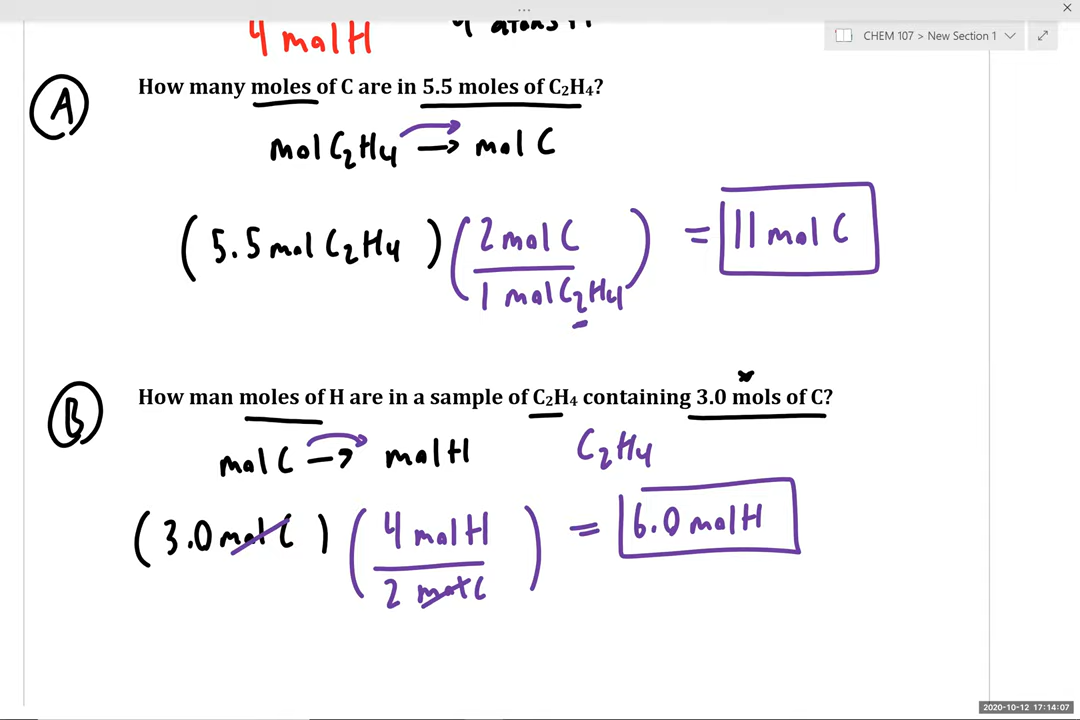 4 mol H
CHEM 107 > New Section 1
A
How many moles of C are in 5.5 moles of C₂H₄?
mol C₂H₄ → mol C
(5.5 mol C₂H₄) (2 mol C / 1 mol C₂H₄) = 11 mol C
B
How man moles of H are in a sample of C₂H₄ containing 3.0 mols of C?
mol C → mol H
C₂H₄
(3.0 mol C) (4 mol H / 2 mol C) = 6.0 mol H
2020-10-12 17:14:07